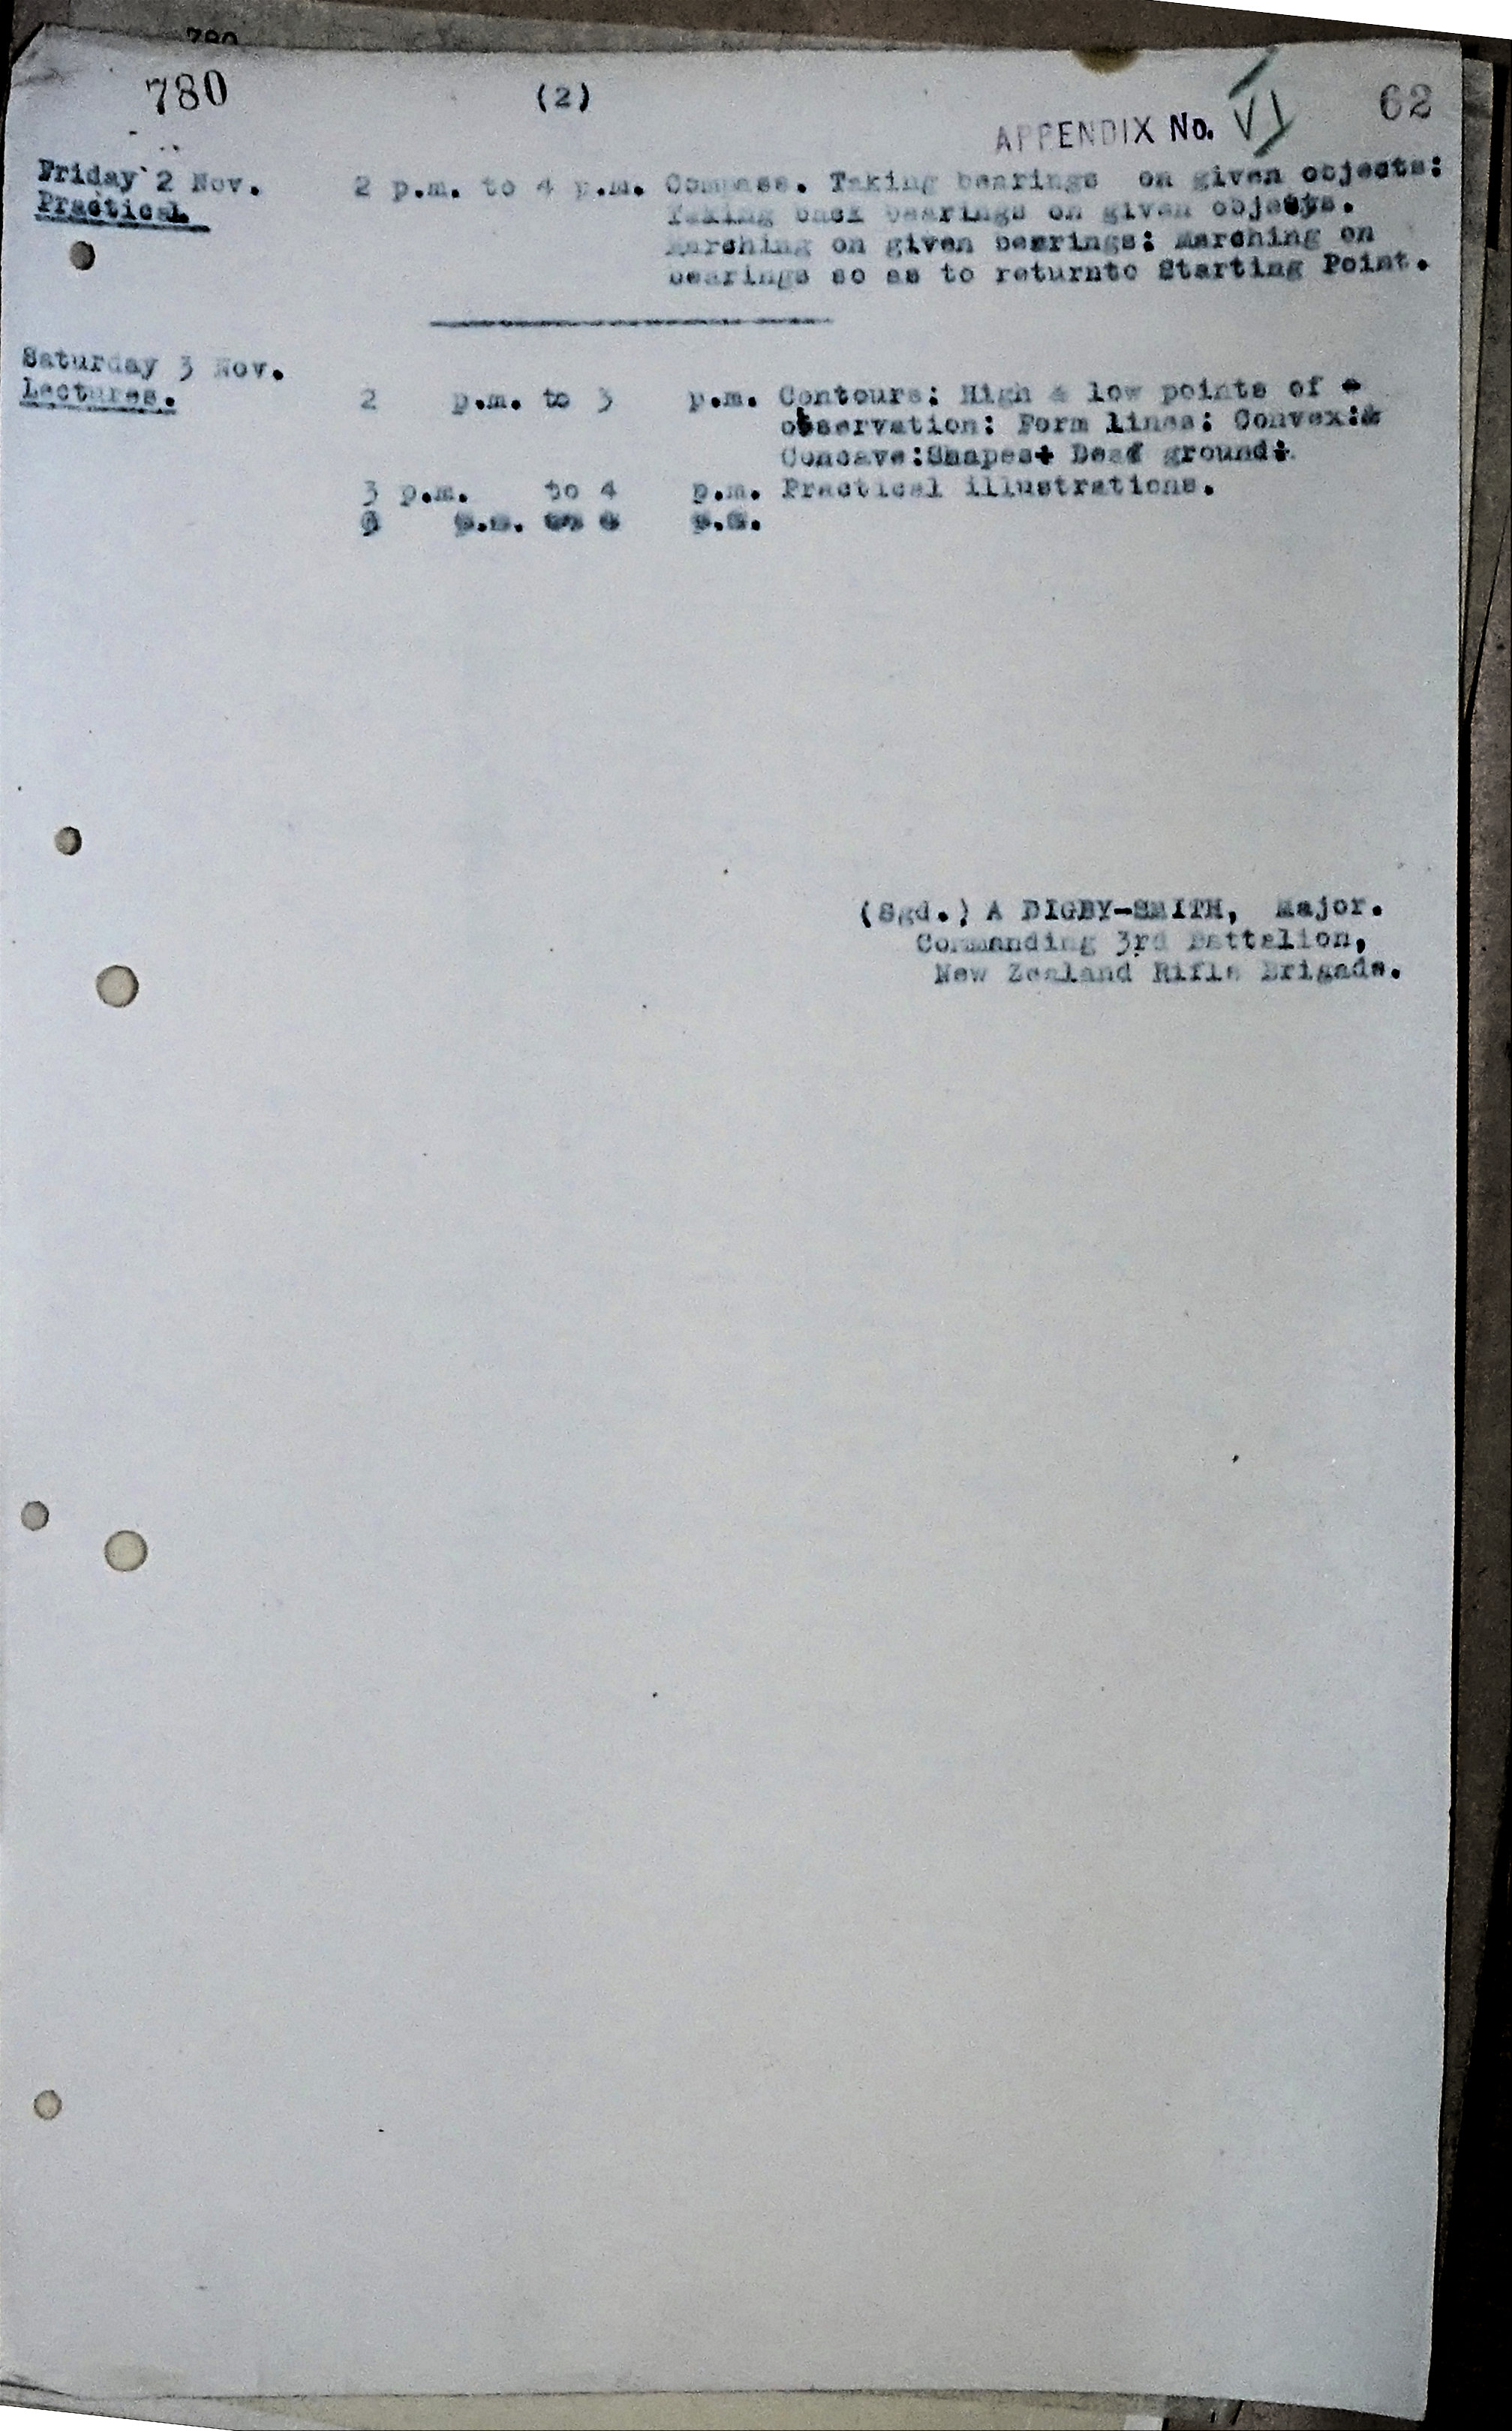 780
780 (2) 62
APPENDIX No. VI
Friday 2 Nov. 2 p.m. to 4 p.m. Compass. Taking bearings on given objects:
Practical Taking back bearings on given objects.
Marching on given bearings: Marching on
bearings so as to returnto Starting Point.
Saturday 3 Nov.
Lectures. 2 p.m. to 3 p.m. Contours: High & low points of
observation: Form lines: Convex:&
Concave:Shapes+ Dead ground+.
3 p.m. to 4 p.m. Practical illustrations.
p.m. to p.m.
(Sgd.) A DIGBY-SMITH, Major.
Commanding 3rd Battalion,
New Zealand Rifle Brigade.